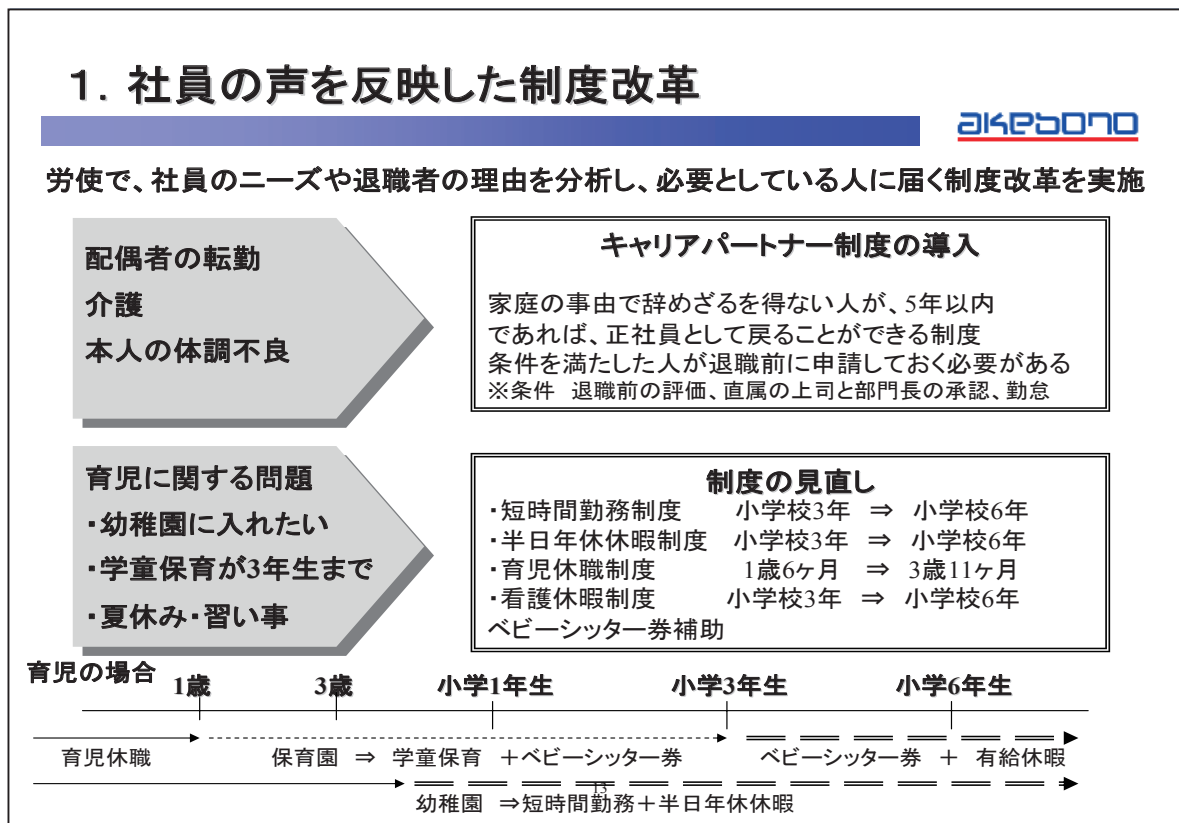 1. 社員の声を反映した制度改革
akebono
労使で、社員のニーズや退職者の理由を分析し、必要としている人に届く制度改革を実施
配偶者の転勤
介護
本人の体調不良
キャリアパートナー制度の導入
家庭の事由で辞めざるを得ない人が、5年以内
であれば、正社員として戻ることができる制度
条件を満たした人が退職前に申請しておく必要がある
※条件 退職前の評価、直属の上司と部門長の承認、勤怠
育児に関する問題
・幼稚園に入れたい
・学童保育が3年生まで
・夏休み・習い事
制度の見直し
・短時間勤務制度 小学校3年 ⇒ 小学校6年
・半日年休休暇制度 小学校3年 ⇒ 小学校6年
・育児休職制度 1歳6ヶ月 ⇒ 3歳11ヶ月
・看護休暇制度 小学校3年 ⇒ 小学校6年
ベビーシッター券補助
育児の場合
1歳 3歳 小学1年生 小学3年生 小学6年生
育児休職 保育園 ⇒ 学童保育 +ベビーシッター券 ベビーシッター券 + 有給休暇
13
幼稚園 ⇒短時間勤務+半日年休休暇